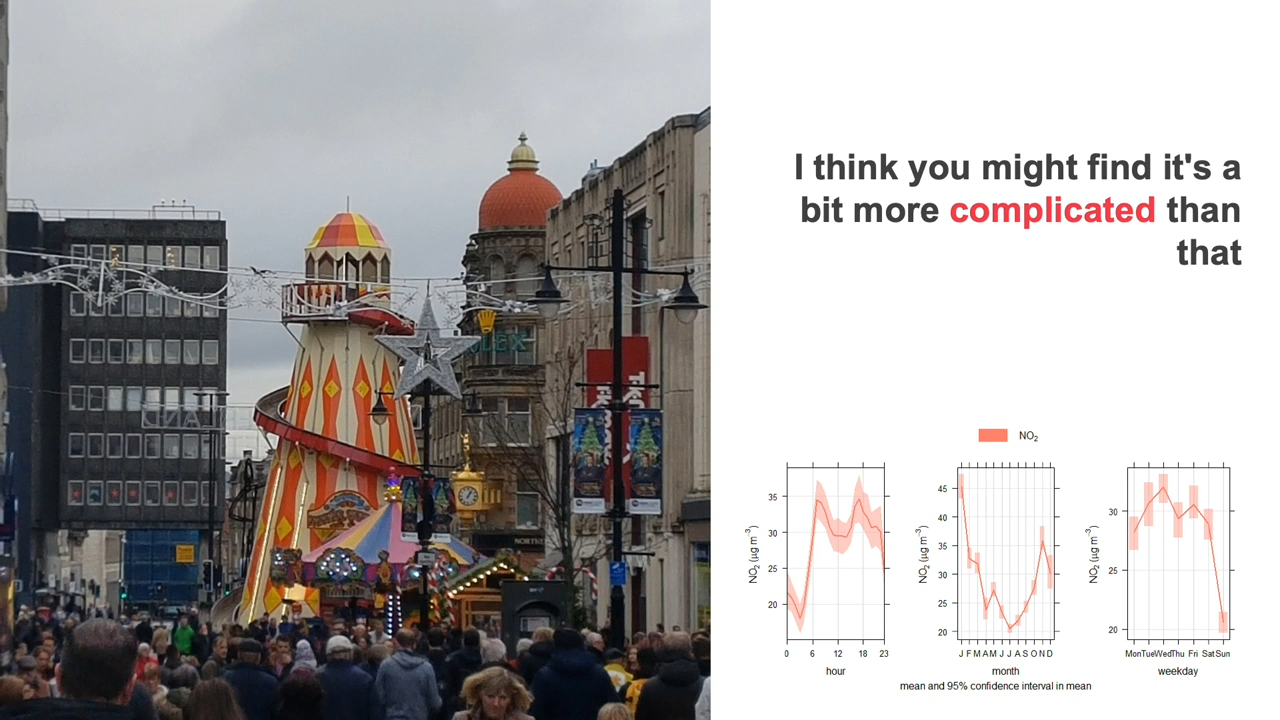 I think you might find it's a
bit more complicated than
that
NO₂
NO₂ (µg m⁻³)
35
30
25
20
0 6 12 18 23
hour
NO₂ (µg m⁻³)
45
40
35
30
25
20
J F M A M J J A S O N D
month
NO₂ (µg m⁻³)
30
25
20
Mon Tue Wed Thu Fri Sat Sun
weekday
mean and 95% confidence interval in mean
LEX
NORTH